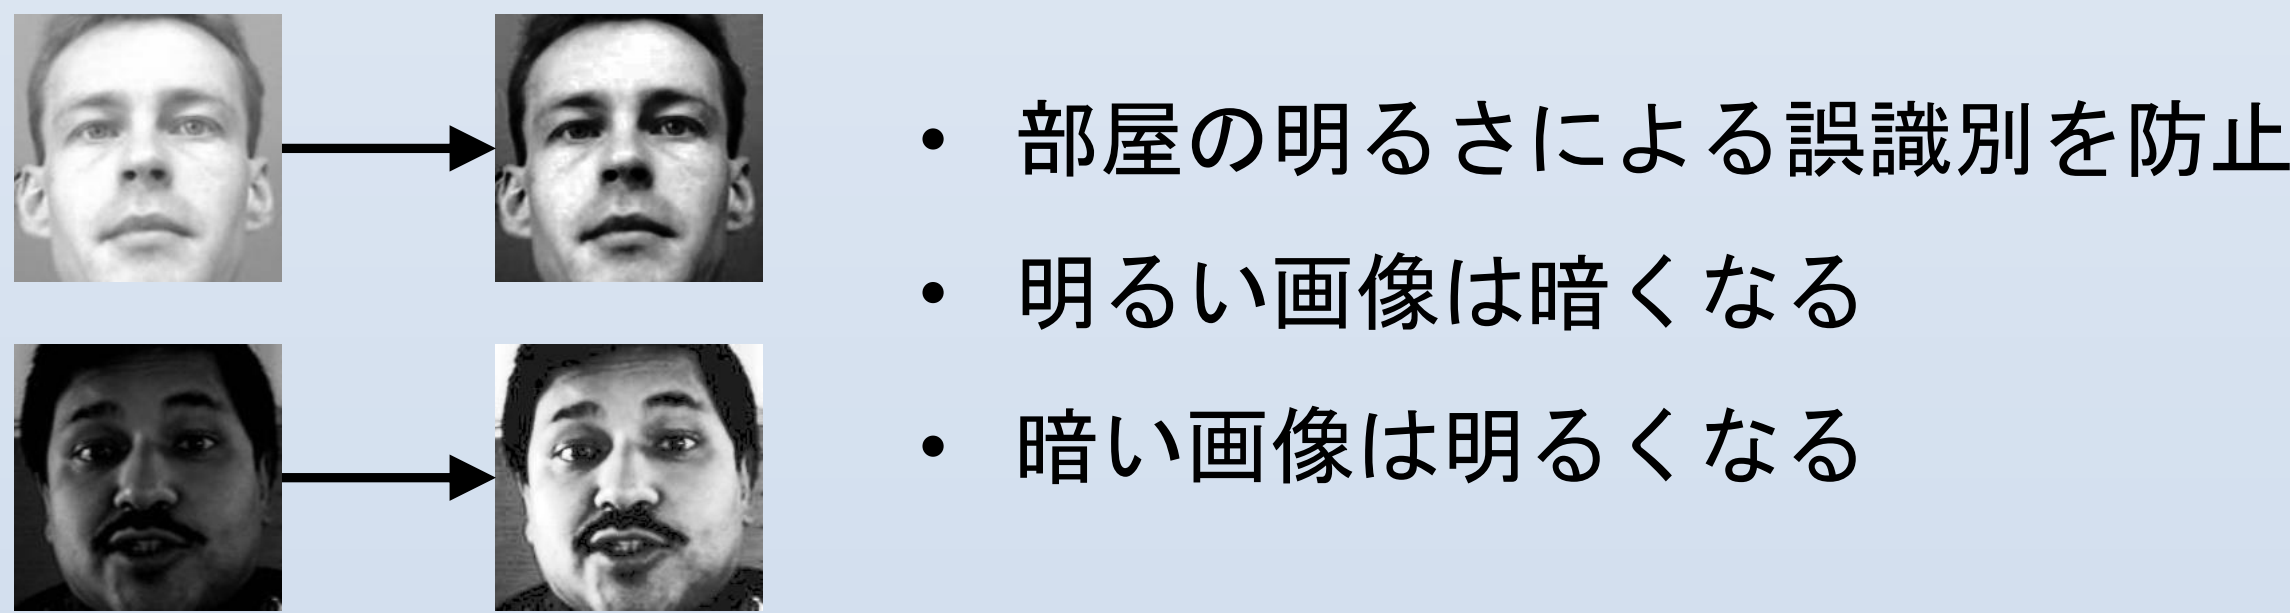 • 部屋の明るさによる誤識別を防止
• 明るい画像は暗くなる
• 暗い画像は明るくなる